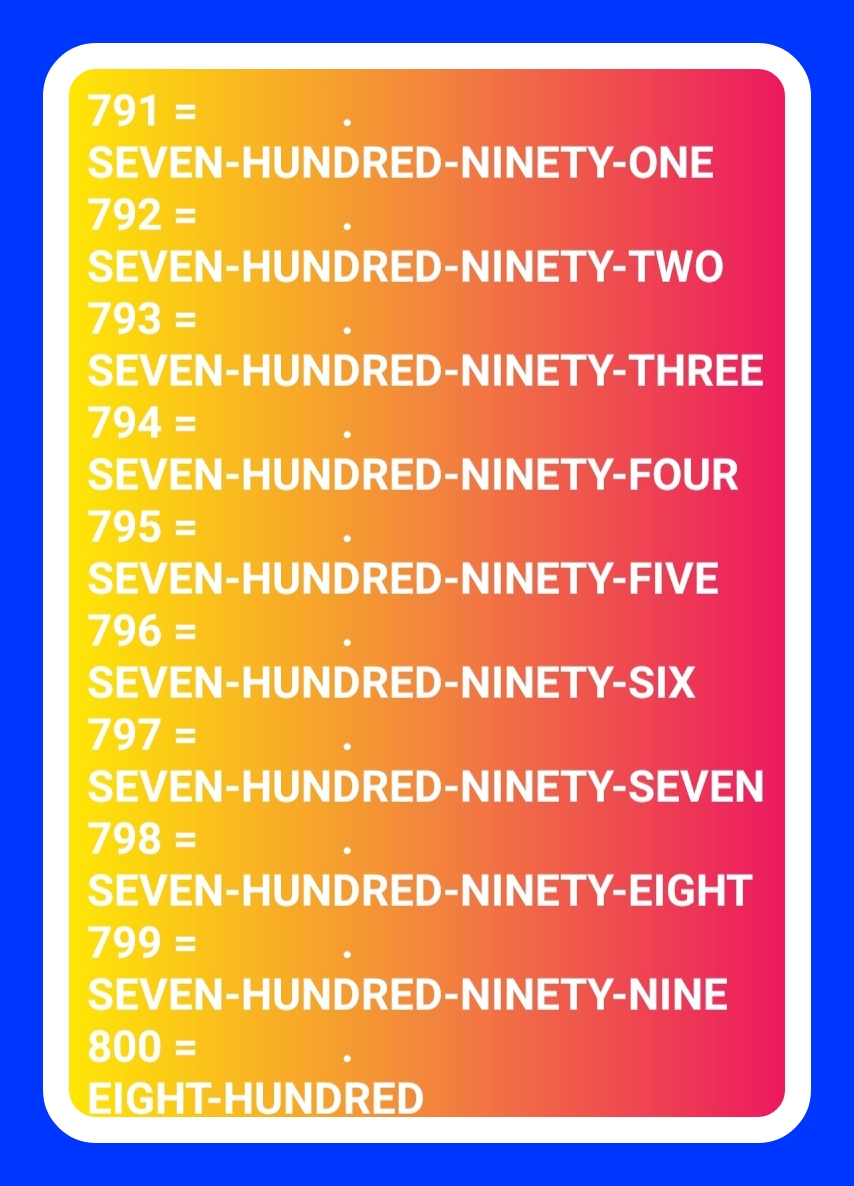 791 = .
SEVEN-HUNDRED-NINETY-ONE
792 = .
SEVEN-HUNDRED-NINETY-TWO
793 = .
SEVEN-HUNDRED-NINETY-THREE
794 = .
SEVEN-HUNDRED-NINETY-FOUR
795 = .
SEVEN-HUNDRED-NINETY-FIVE
796 = .
SEVEN-HUNDRED-NINETY-SIX
797 = .
SEVEN-HUNDRED-NINETY-SEVEN
798 = .
SEVEN-HUNDRED-NINETY-EIGHT
799 = .
SEVEN-HUNDRED-NINETY-NINE
800 = .
EIGHT-HUNDRED